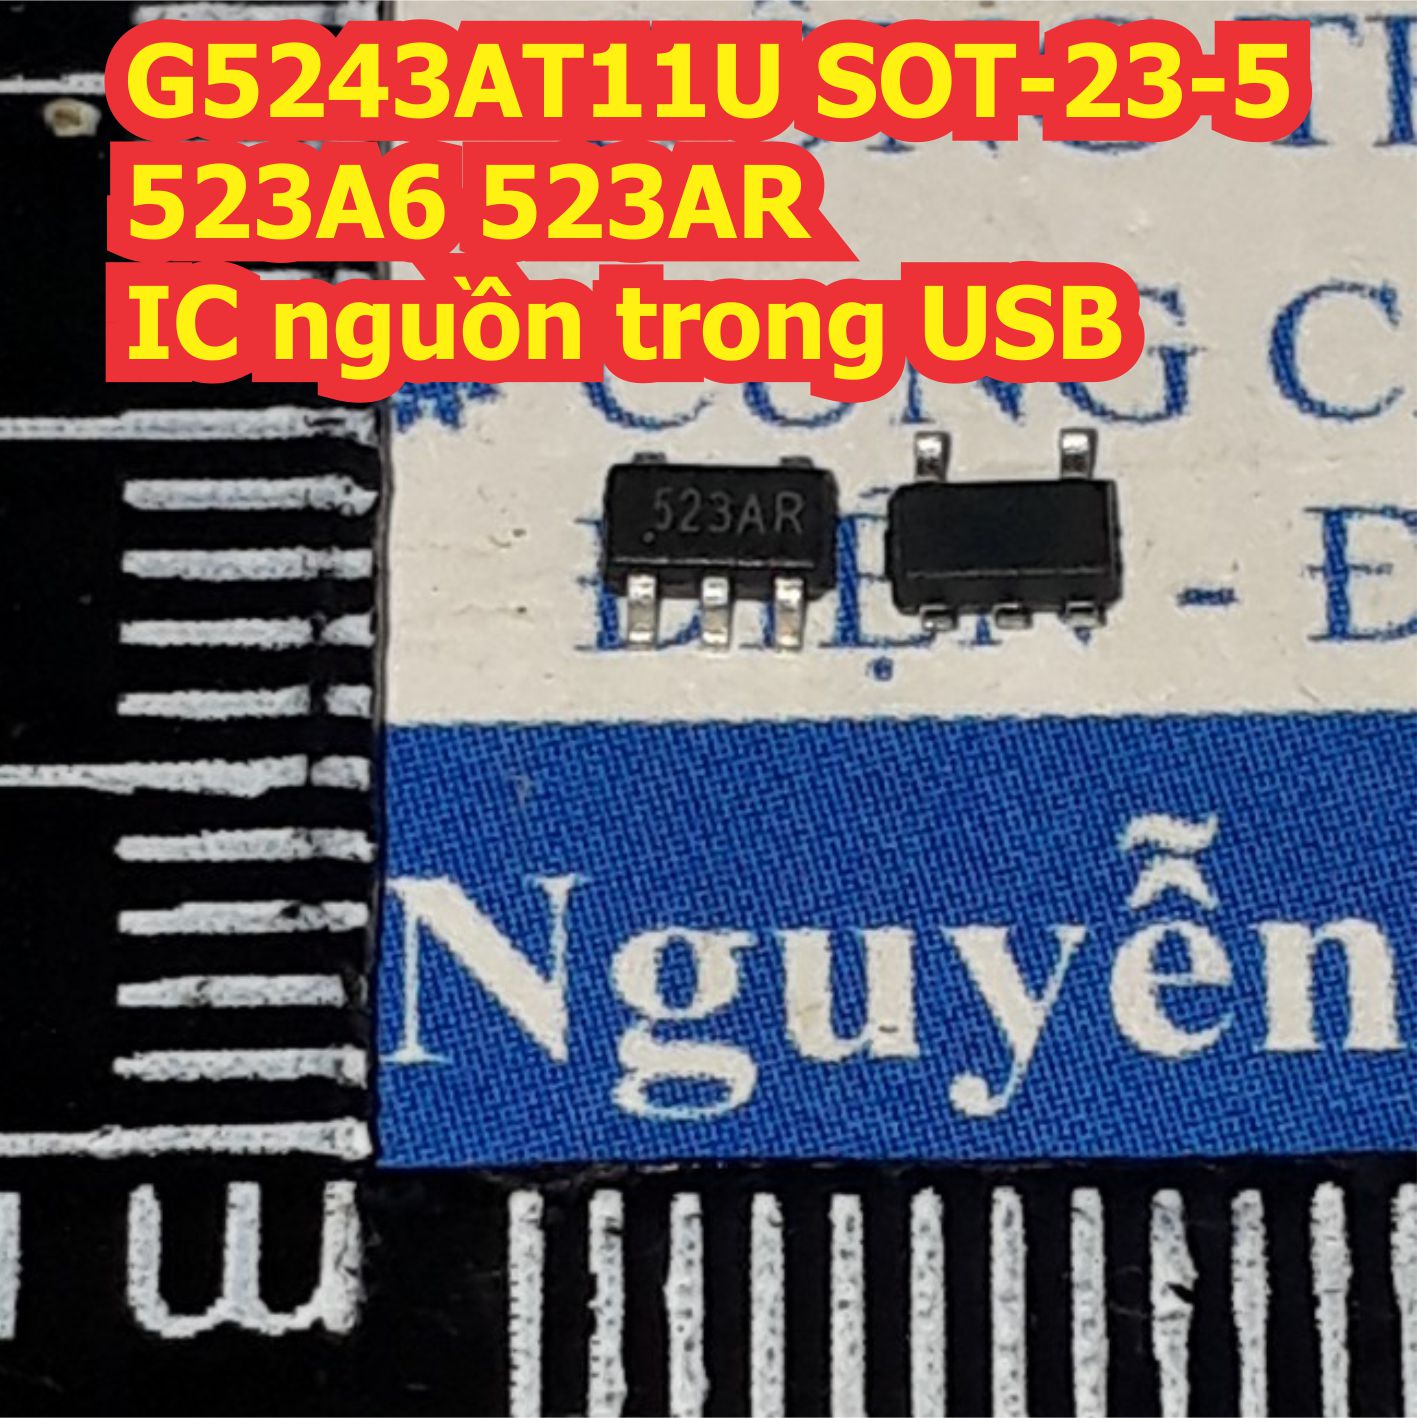 G5243AT11U SOT-23-5
523A6 523AR
IC nguồn trong USB
523AR
Nguyễn